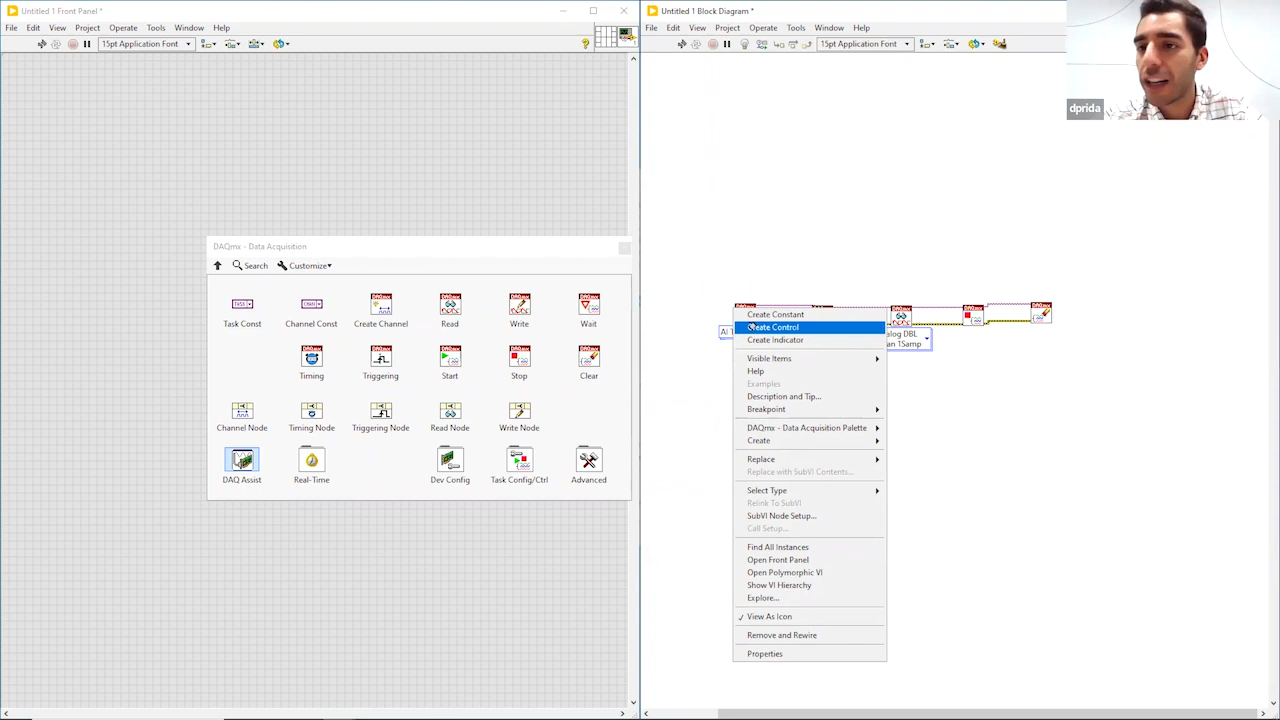 Untitled 1 Front Panel *
File Edit View Project Operate Tools Window Help
15pt Application Font
DAQmx - Data Acquisition
Search Customize
Task Const Channel Const Create Channel Read Write Wait
Timing Triggering Start Stop Clear
Channel Node Timing Node Triggering Node Read Node Write Node
DAQ Assist Real-Time Dev Config Task Config/Ctrl Advanced
Untitled 1 Block Diagram *
File Edit View Project Operate Tools Window Help
15pt Application Font
dprida
AI
alog DBL
an 1Samp
Create Constant
Create Control
Create Indicator
Visible Items
Help
Examples
Description and Tip...
Breakpoint
DAQmx - Data Acquisition Palette
Create
Replace
Replace with SubVI Contents...
Select Type
Relink To SubVI
SubVI Node Setup...
Call Setup...
Find All Instances
Open Front Panel
Open Polymorphic VI
Show VI Hierarchy
Explore...
View As Icon
Remove and Rewire
Properties